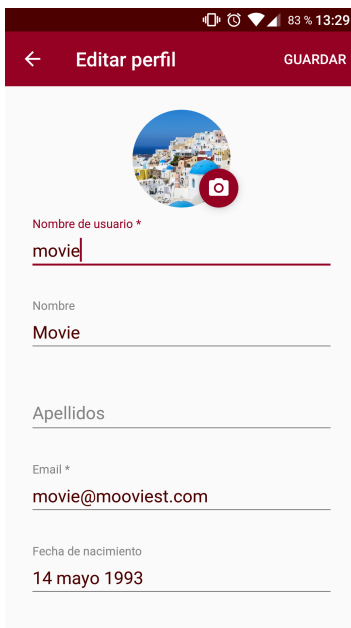 83 % 13:29
Editar perfil
GUARDAR
Nombre de usuario *
movie
Nombre
Movie
Apellidos
Email *
movie@mooviest.com
Fecha de nacimiento
14 mayo 1993